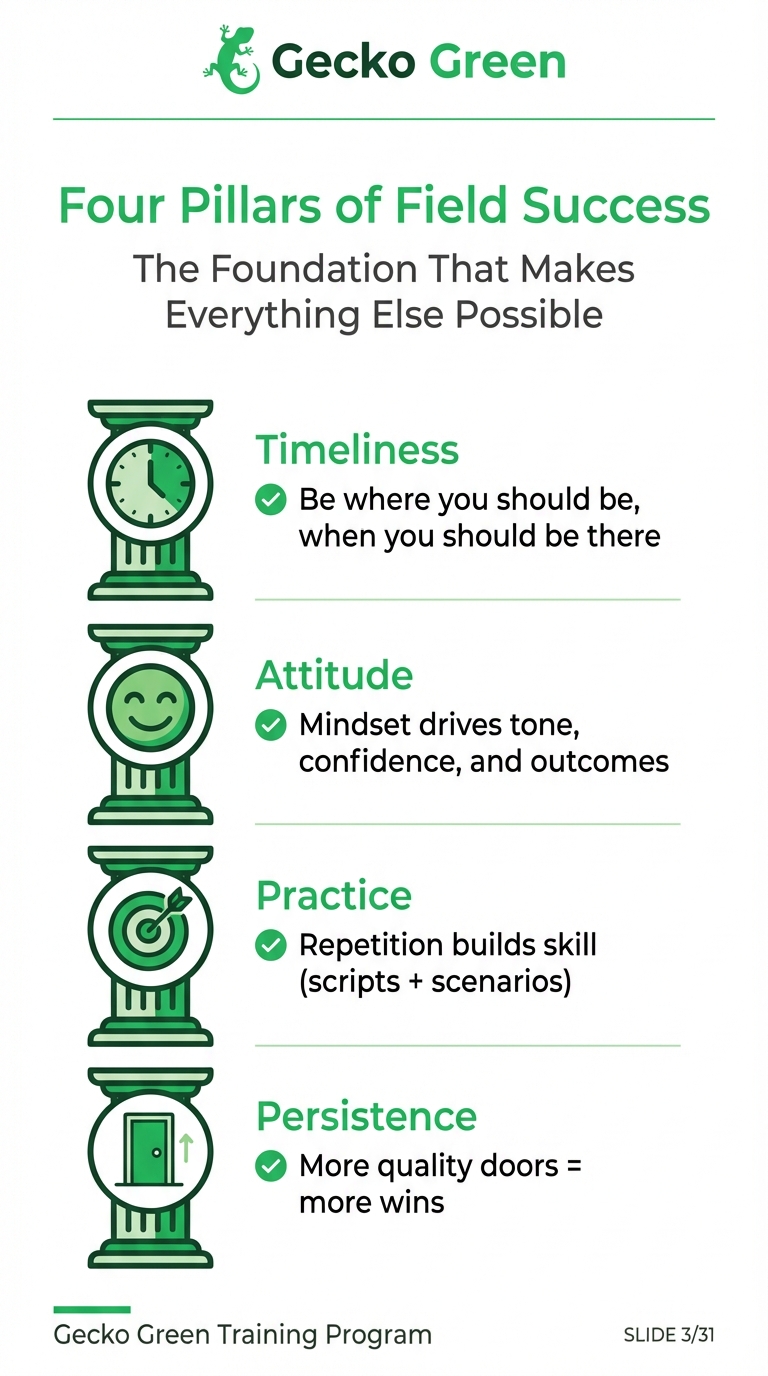 Gecko Green
Four Pillars of Field Success
The Foundation That Makes
Everything Else Possible
Timeliness
Be where you should be,
when you should be there
Attitude
Mindset drives tone,
confidence, and outcomes
Practice
Repetition builds skill
(scripts + scenarios)
Persistence
More quality doors =
more wins
Gecko Green Training Program
SLIDE 3/31